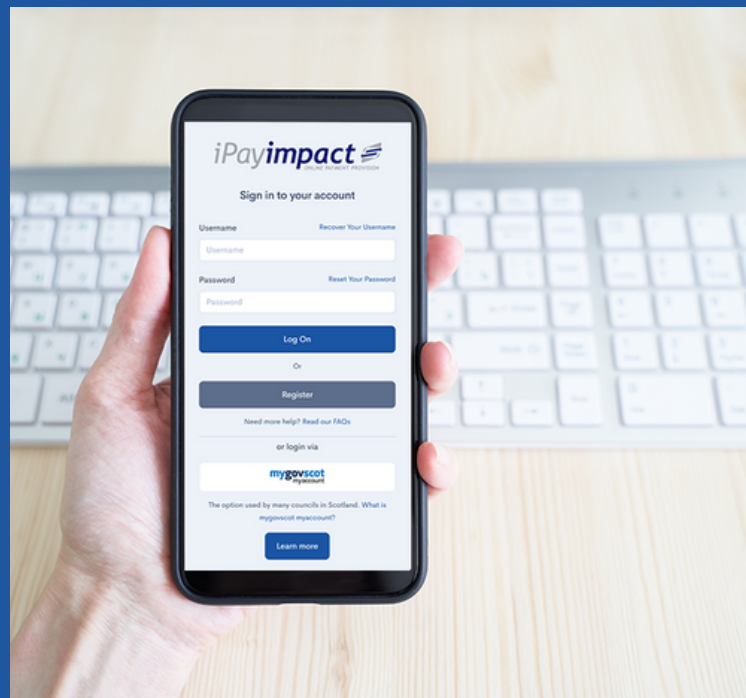 iPayimpact
ONLINE PAYMENT PROVISION
Sign in to your account
Username Recover Your Username
Username
Password Reset Your Password
Password
Log On
Or
Register
Need more help? Read our FAQs
or login via
mygovscot
myaccount
The option used by many councils in Scotland. What is
mygovscot myaccount?
Learn more